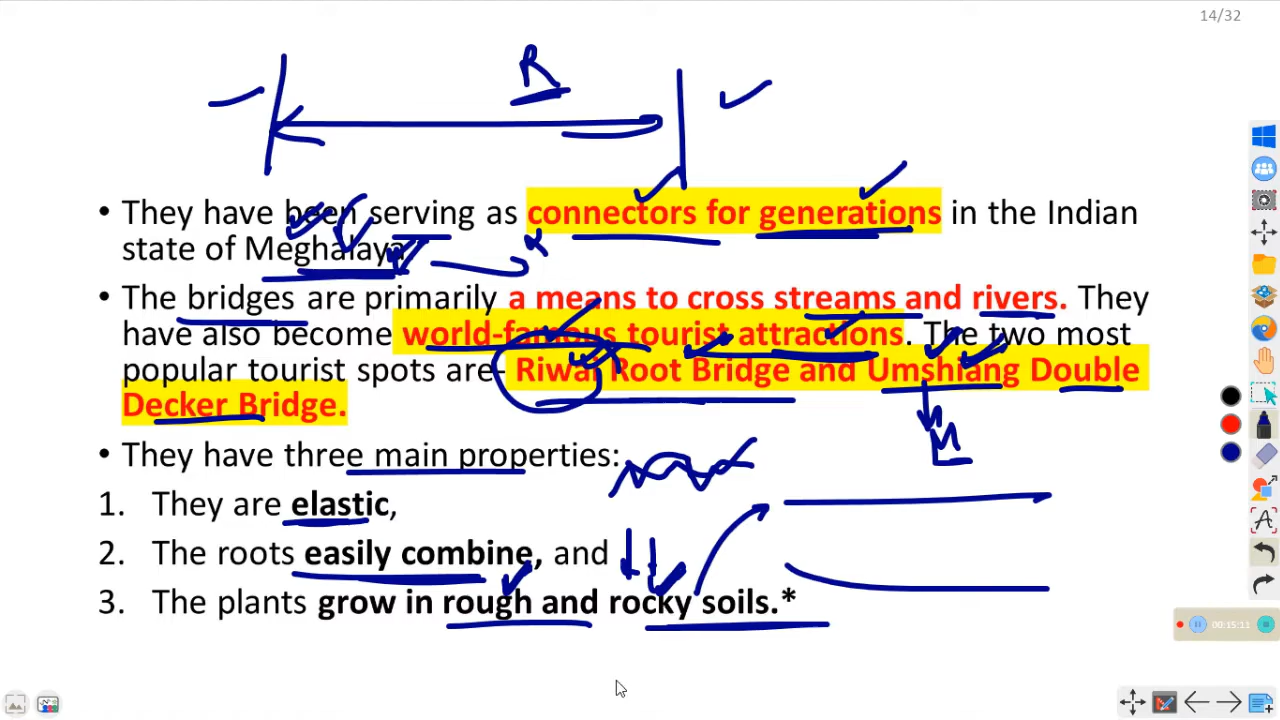 14/32
R
• They have been serving as connectors for generations in the Indian
state of Meghalaya
• The bridges are primarily a means to cross streams and rivers. They
have also become world-famous tourist attractions. The two most
popular tourist spots are- Riwai Root Bridge and Umshiang Double
Decker Bridge.
M
• They have three main properties:
1. They are elastic,
2. The roots easily combine, and
3. The plants grow in rough and rocky soils.*
00:15:11